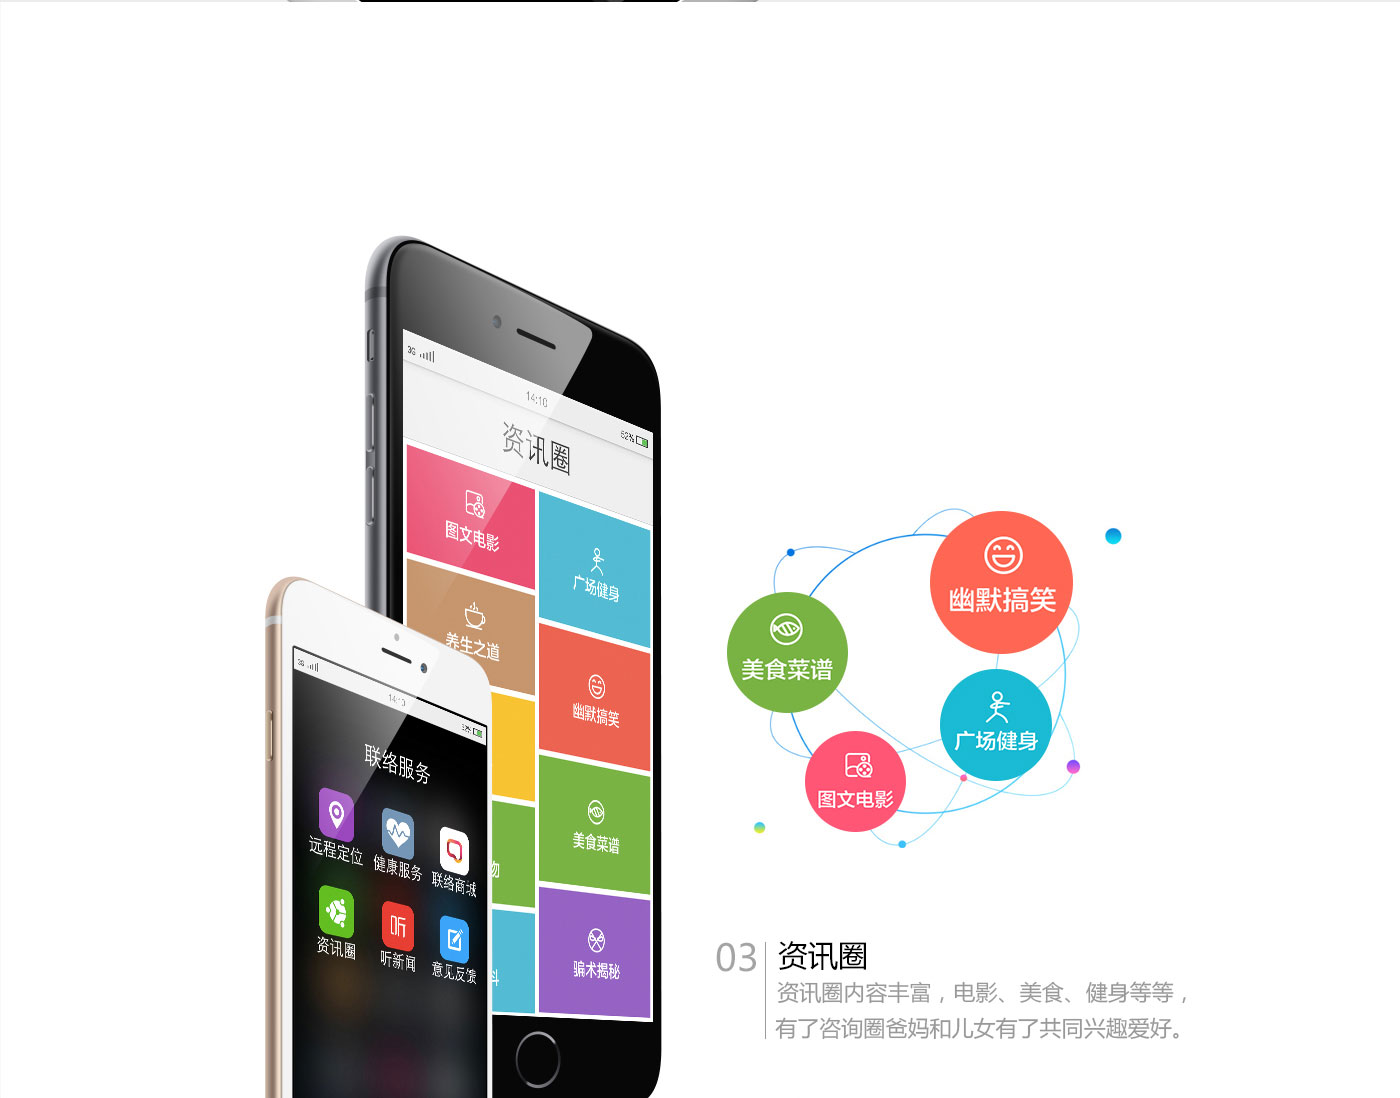 3G
14:10
52%
资讯圈
图文电影
广场健身
养生之道
幽默搞笑
物
美食菜谱
骗术揭秘
3G
联络服务
远程定位
健康服务
联络商城
听
资讯圈
听新闻
意见反馈
幽默搞笑
美食菜谱
广场健身
图文电影
03 资讯圈
资讯圈内容丰富，电影、美食、健身等等，
有了咨询圈爸妈和儿女有了共同兴趣爱好。